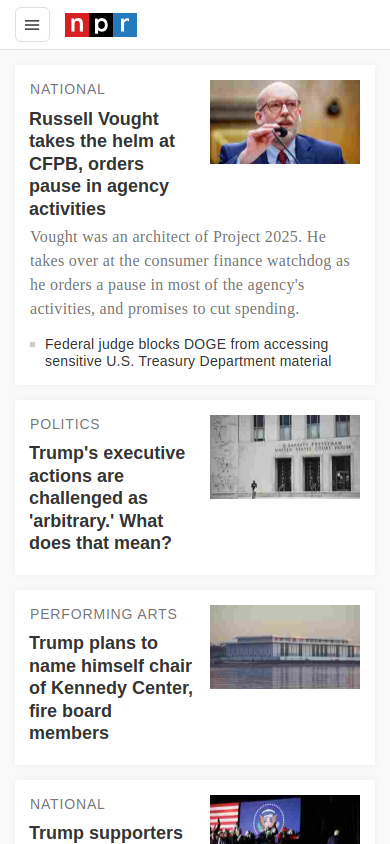 npr
NATIONAL
Russell Vought
takes the helm at
CFPB, orders
pause in agency
activities
Vought was an architect of Project 2025. He
takes over at the consumer finance watchdog as
he orders a pause in most of the agency's
activities, and promises to cut spending.
Federal judge blocks DOGE from accessing
sensitive U.S. Treasury Department material
POLITICS
Trump's executive
actions are
challenged as
'arbitrary.' What
does that mean?
UNITED STATES COURT HOUSE
PERFORMING ARTS
Trump plans to
name himself chair
of Kennedy Center,
fire board
members
NATIONAL
Trump supporters